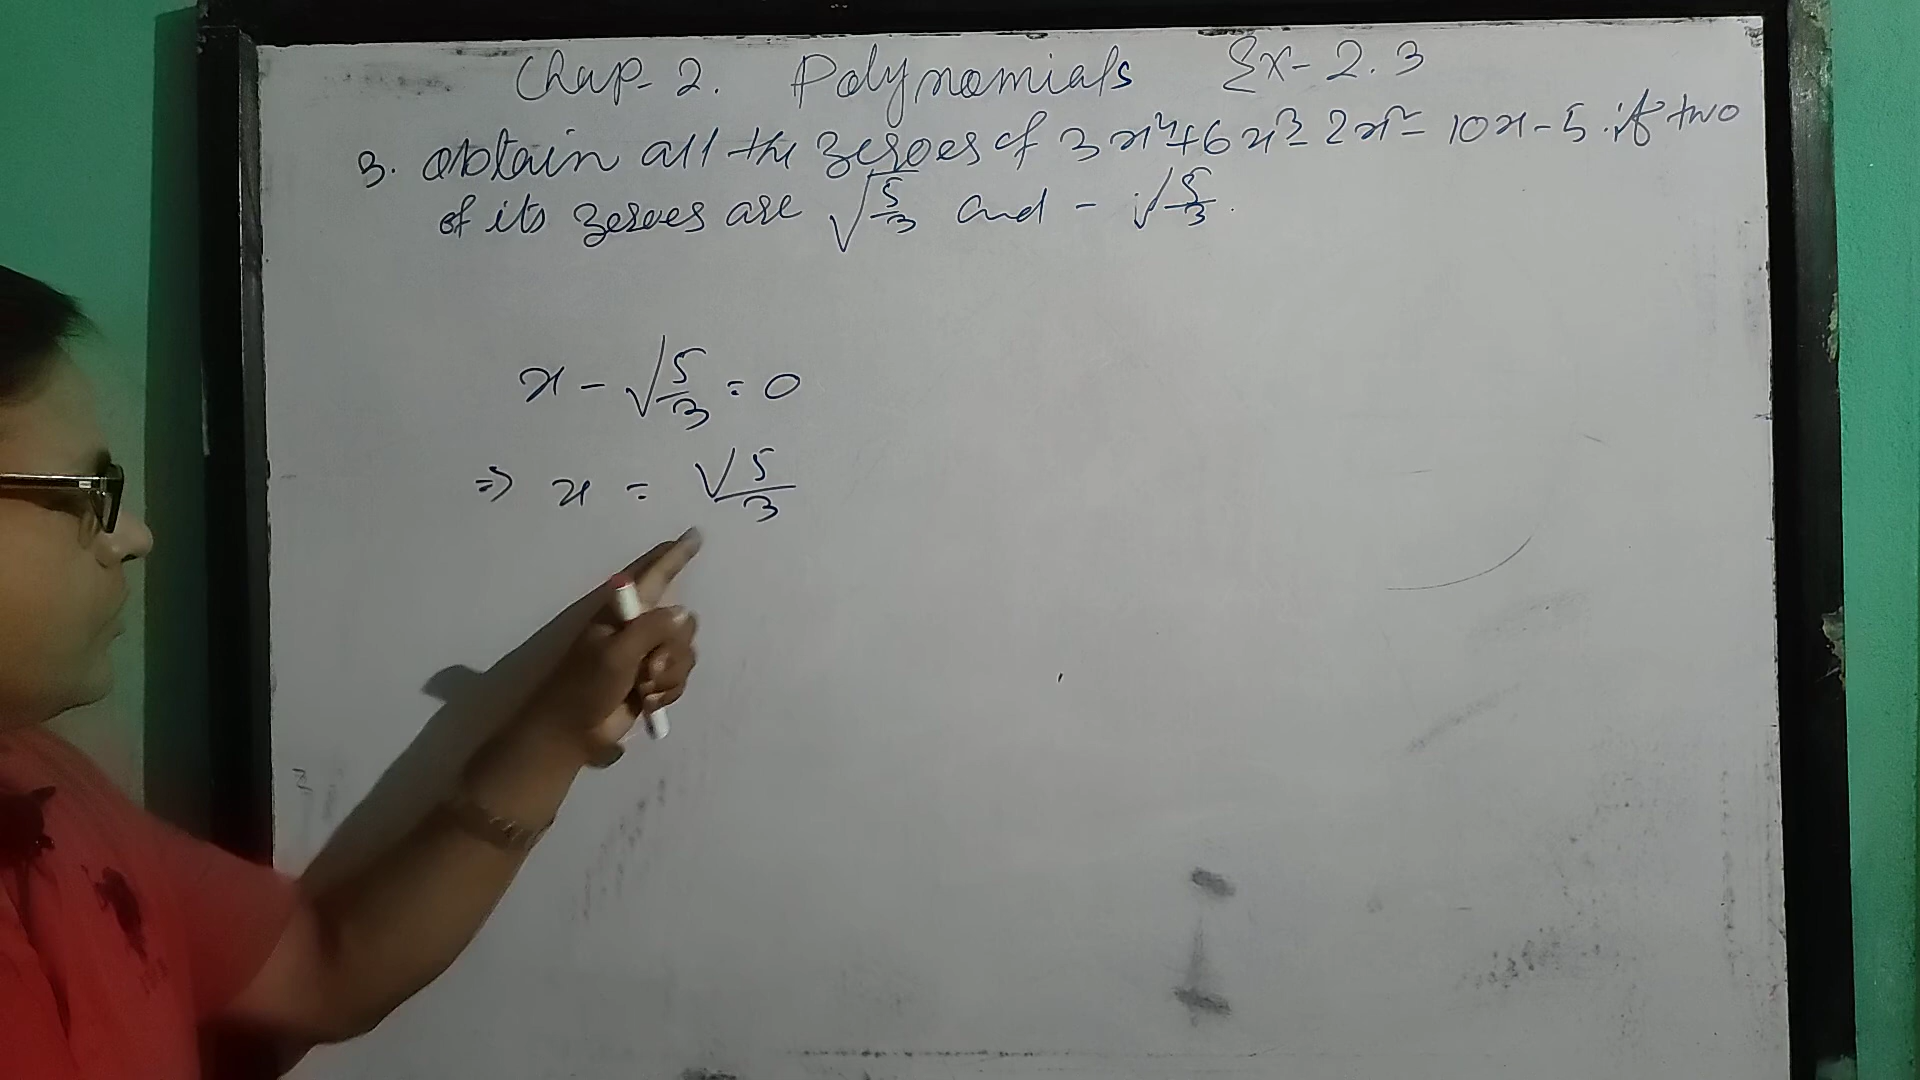 Chap-2. Polynomials Ex-2.3
3. obtain all the zeroes of 3x⁴+6x³-2x²-10x-5. if two
of its zeroes are √5/3 and -√5/3.
x-√5/3=0
⇒ x = √5/3